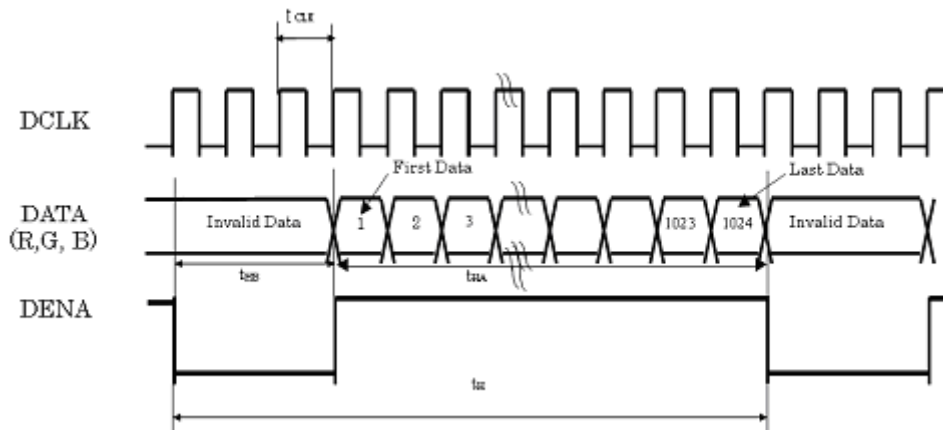 t CLK
DCLK
First Data
Last Data
DATA
(R,G, B)
Invalid Data
1
2
3
1023
1024
Invalid Data
tHB
tHA
DENA
tH